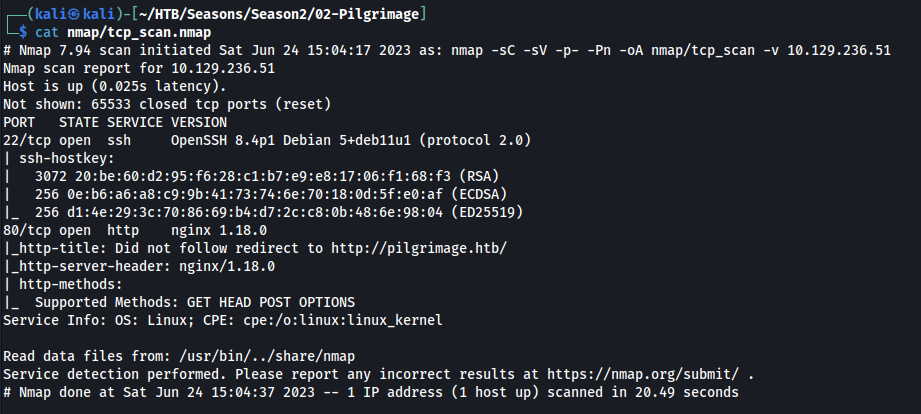 ┌──(kali㉿kali)-[~/HTB/Seasons/Season2/02-Pilgrimage]
└─$ cat nmap/tcp_scan.nmap
# Nmap 7.94 scan initiated Sat Jun 24 15:04:17 2023 as: nmap -sC -sV -p- -Pn -oA nmap/tcp_scan -v 10.129.236.51
Nmap scan report for 10.129.236.51
Host is up (0.025s latency).
Not shown: 65533 closed tcp ports (reset)
PORT   STATE SERVICE VERSION
22/tcp open  ssh     OpenSSH 8.4p1 Debian 5+deb11u1 (protocol 2.0)
| ssh-hostkey:
|   3072 20:be:60:d2:95:f6:28:c1:b7:e9:e8:17:06:f1:68:f3 (RSA)
|   256 0e:b6:a6:a8:c9:9b:41:73:74:6e:70:18:0d:5f:e0:af (ECDSA)
|_  256 d1:4e:29:3c:70:86:69:b4:d7:2c:c8:0b:48:6e:98:04 (ED25519)
80/tcp open  http    nginx 1.18.0
|_http-title: Did not follow redirect to http://pilgrimage.htb/
|_http-server-header: nginx/1.18.0
| http-methods:
|_  Supported Methods: GET HEAD POST OPTIONS
Service Info: OS: Linux; CPE: cpe:/o:linux:linux_kernel

Read data files from: /usr/bin/../share/nmap
Service detection performed. Please report any incorrect results at https://nmap.org/submit/ .
# Nmap done at Sat Jun 24 15:04:37 2023 -- 1 IP address (1 host up) scanned in 20.49 seconds